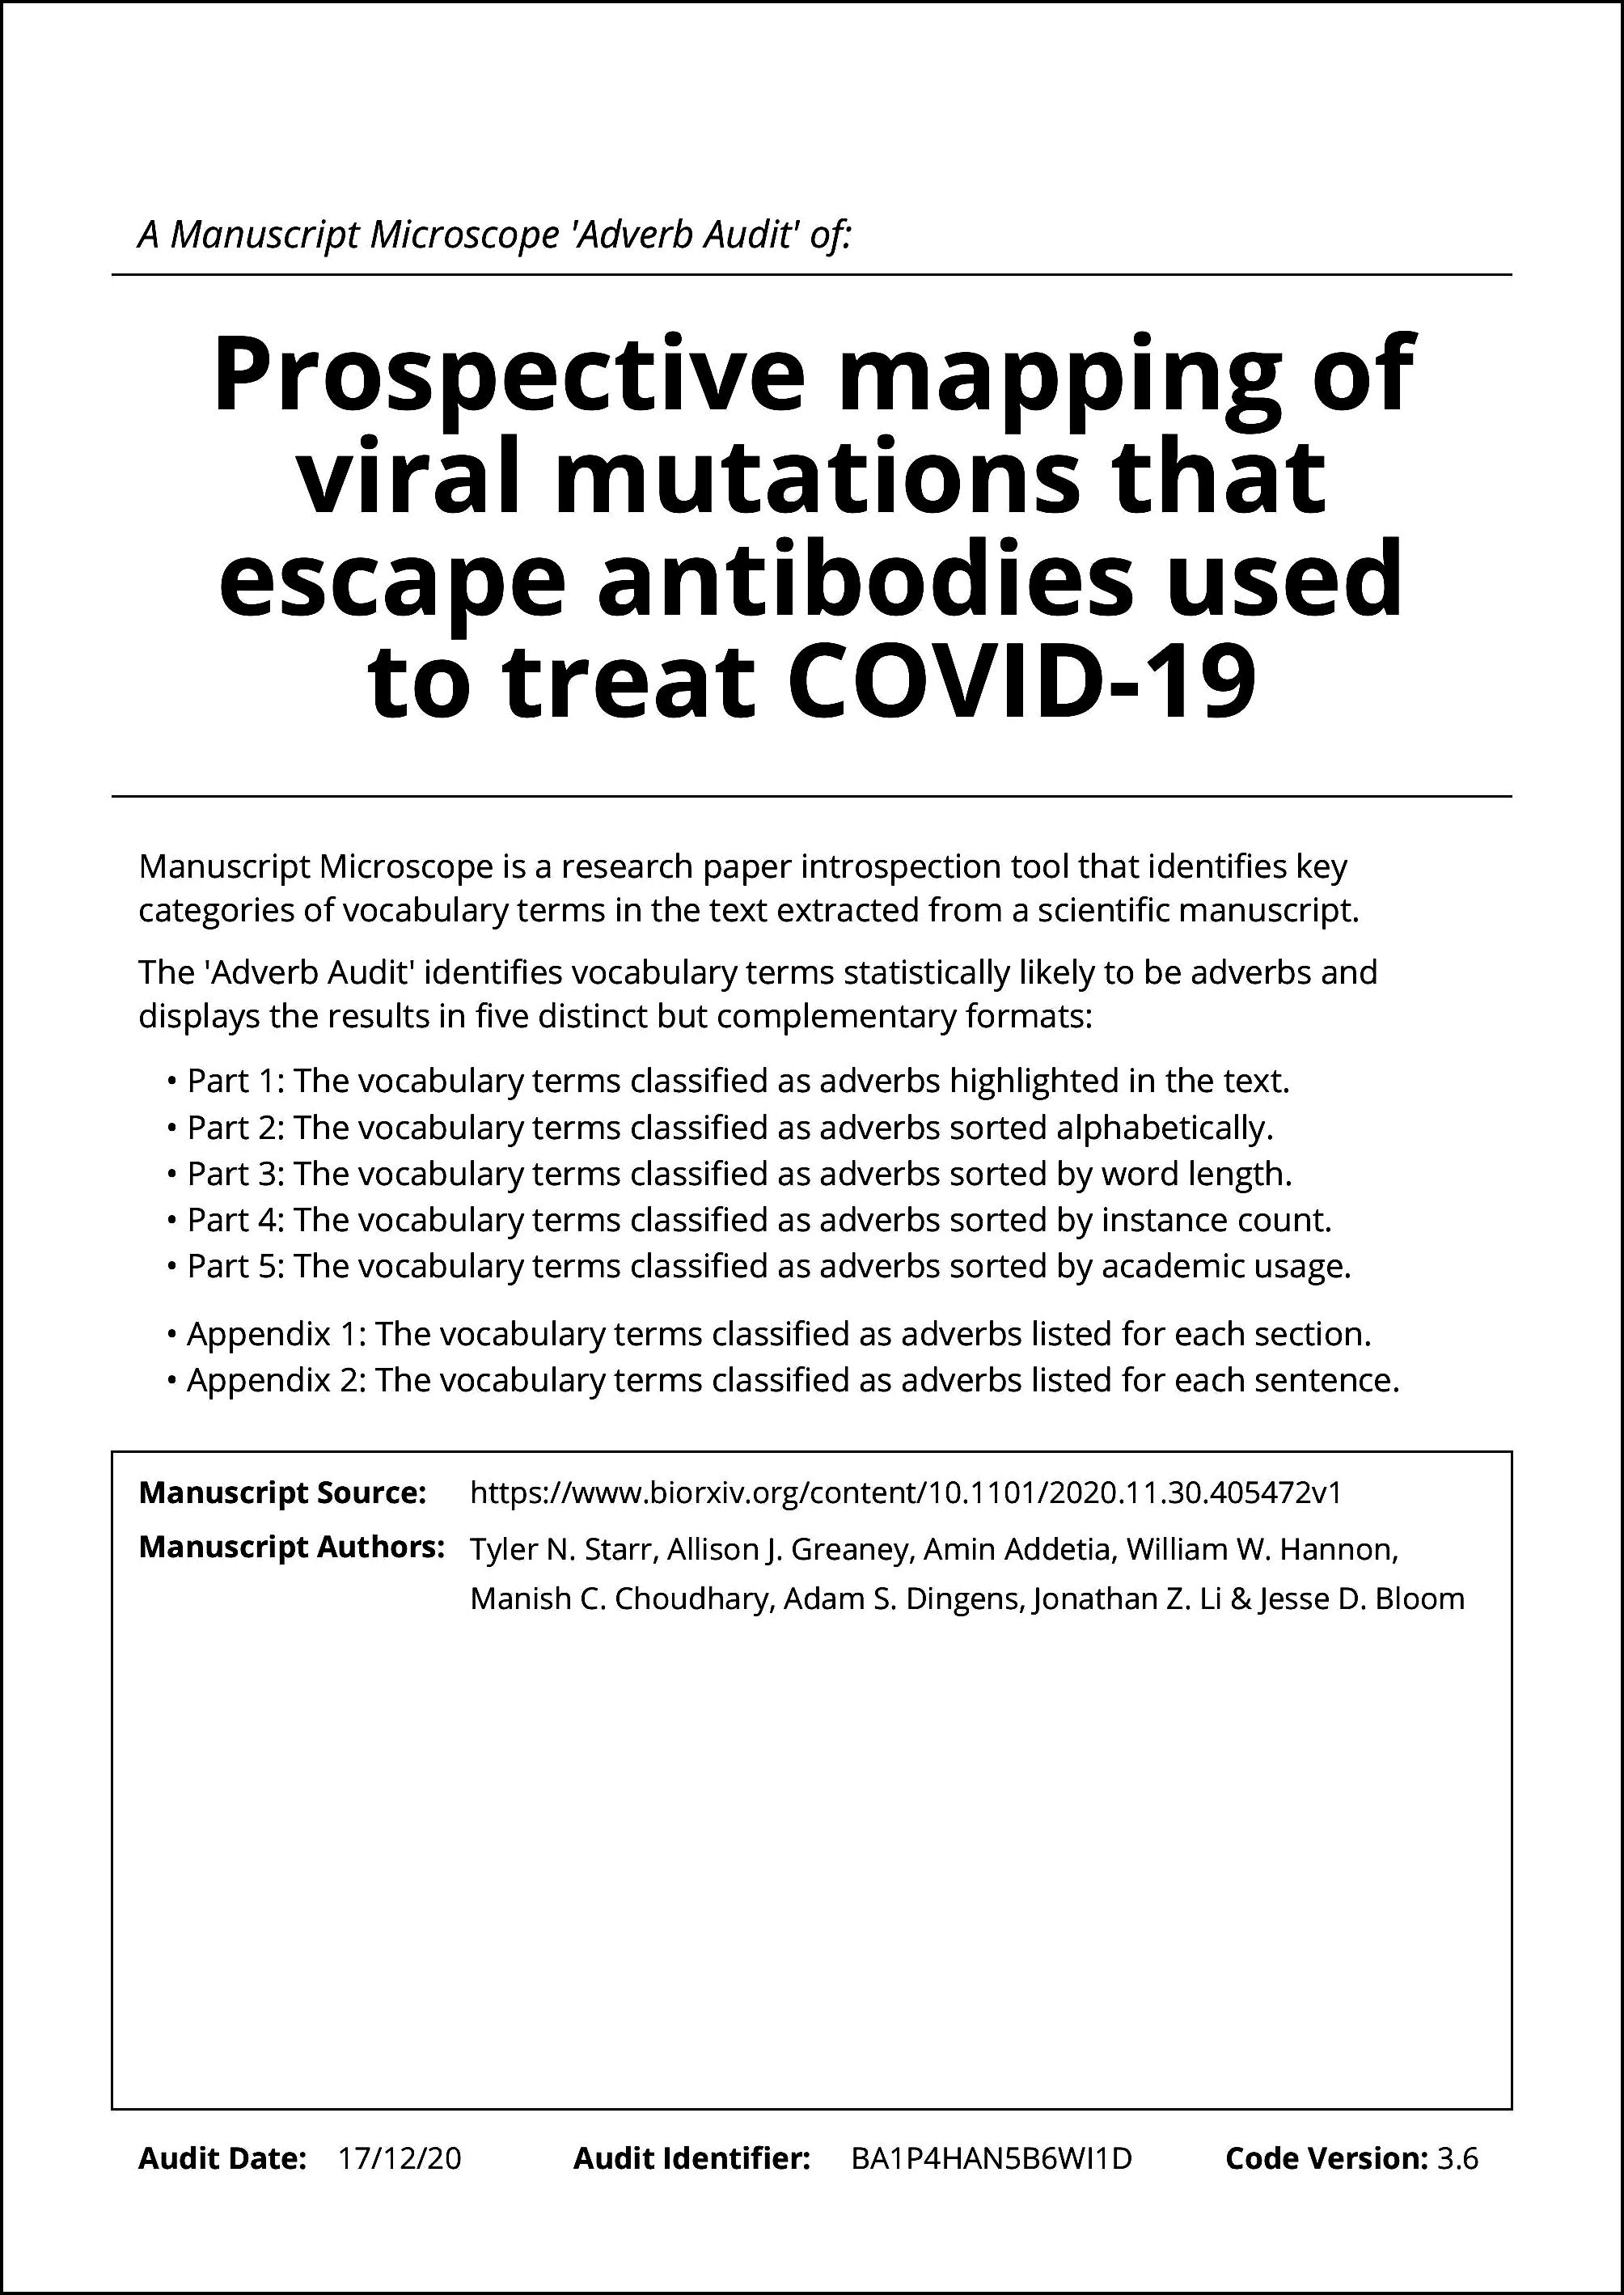 A Manuscript Microscope 'Adverb Audit' of:
Prospective mapping of
viral mutations that
escape antibodies used
to treat COVID-19
Manuscript Microscope is a research paper introspection tool that identifies key
categories of vocabulary terms in the text extracted from a scientific manuscript.
The 'Adverb Audit' identifies vocabulary terms statistically likely to be adverbs and
displays the results in five distinct but complementary formats:
• Part 1: The vocabulary terms classified as adverbs highlighted in the text.
• Part 2: The vocabulary terms classified as adverbs sorted alphabetically.
• Part 3: The vocabulary terms classified as adverbs sorted by word length.
• Part 4: The vocabulary terms classified as adverbs sorted by instance count.
• Part 5: The vocabulary terms classified as adverbs sorted by academic usage.
• Appendix 1: The vocabulary terms classified as adverbs listed for each section.
• Appendix 2: The vocabulary terms classified as adverbs listed for each sentence.
Manuscript Source: https://www.biorxiv.org/content/10.1101/2020.11.30.405472v1
Manuscript Authors: Tyler N. Starr, Allison J. Greaney, Amin Addetia, William W. Hannon,
Manish C. Choudhary, Adam S. Dingens, Jonathan Z. Li & Jesse D. Bloom
Audit Date: 17/12/20 Audit Identifier: BA1P4HAN5B6WI1D Code Version: 3.6